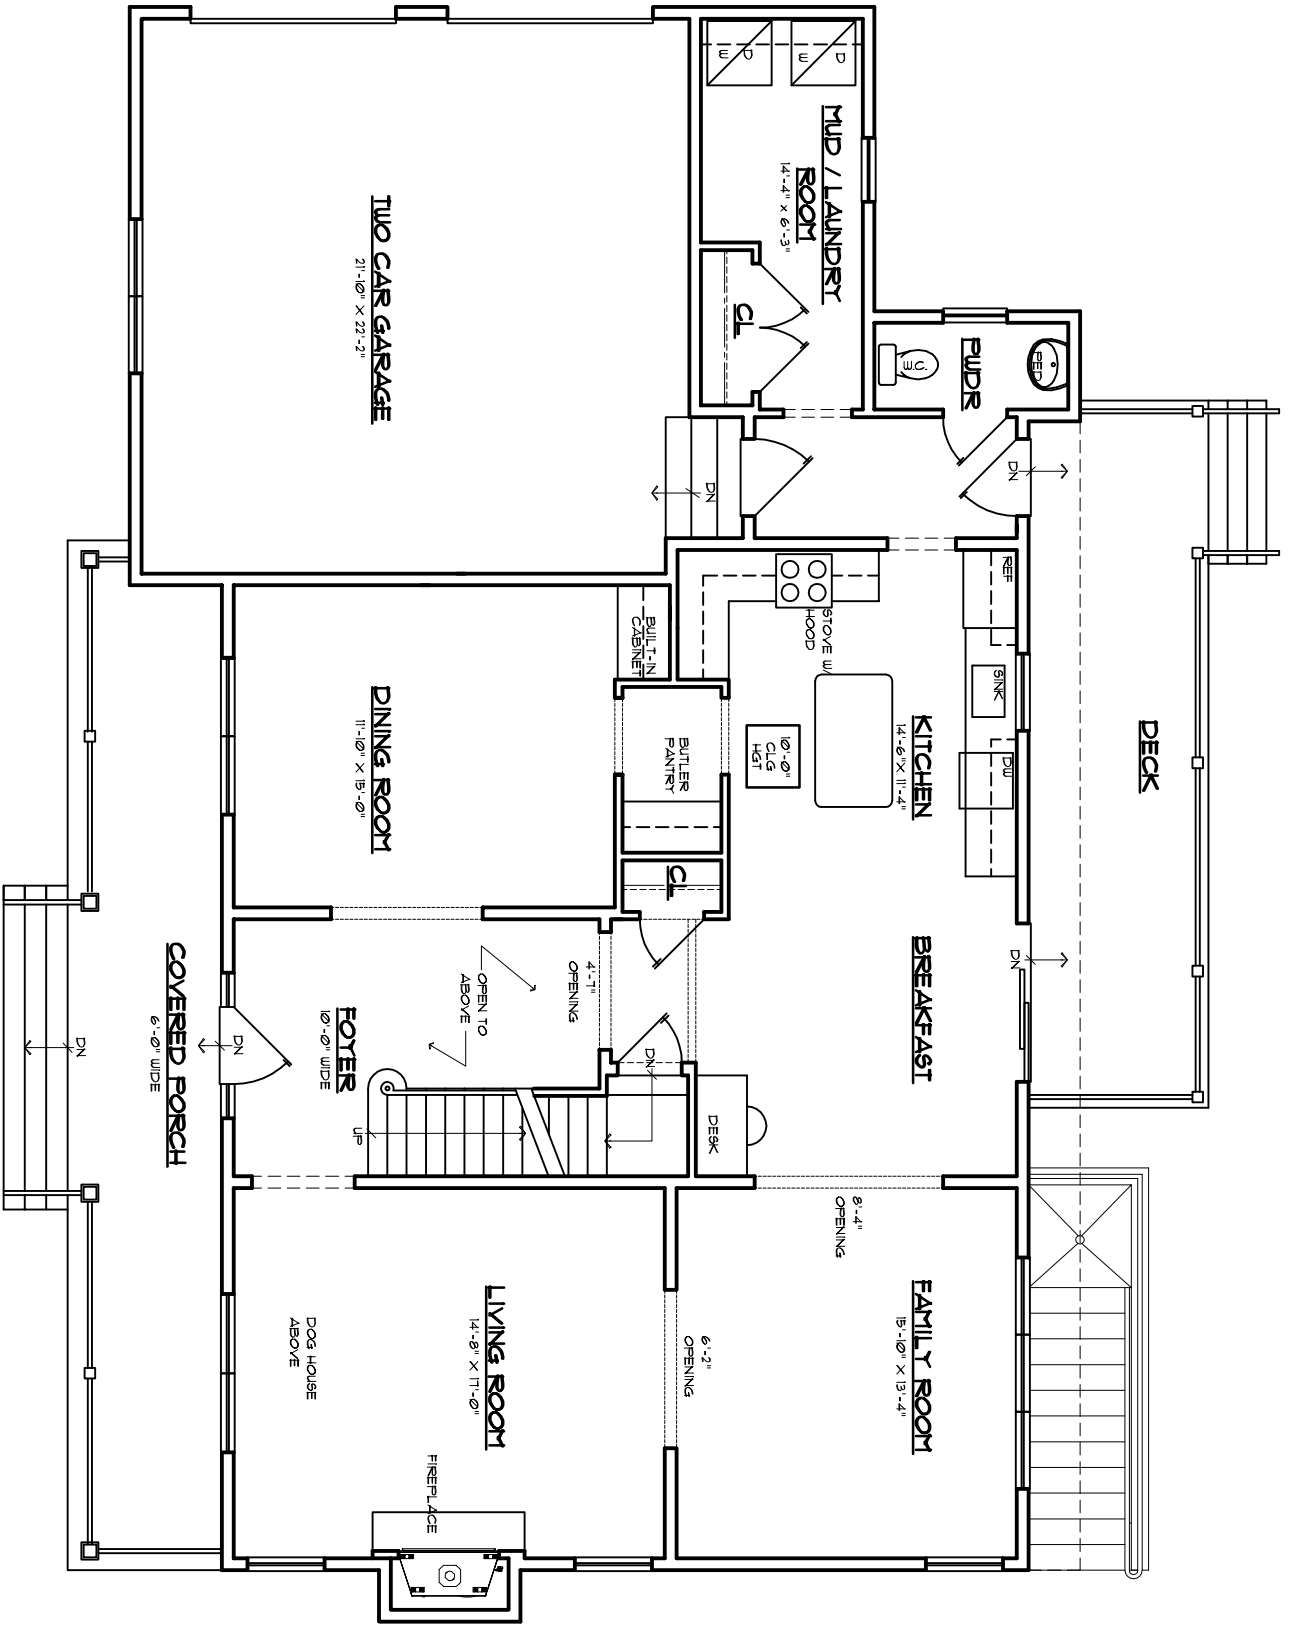 DECK
D
W
D
W
MUD / LAUNDRY
ROOM
14'-4" x 6'-3"
CL
PWDR
W.C.
PED
DN
DN
TWO CAR GARAGE
21'-10" X 22'-2"
REF
STOVE W/
HOOD
SINK
DW
KITCHEN
14'-6" X 11'-4"
10'-0"
CLG
HGT
BREAKFAST
DN
BUILT-IN
CABINET
BUTLER
PANTRY
CL
DINING ROOM
11'-10" X 15'-0"
4'-7"
OPENING
OPEN TO
ABOVE
FOYER
10'-0" WIDE
DN
UP
DN
DESK
COVERED PORCH
6'-0" WIDE
DN
8'-4"
OPENING
FAMILY ROOM
15'-10" X 13'-4"
6'-2"
OPENING
LIVING ROOM
14'-8" X 17'-0"
DOG HOUSE
ABOVE
FIREPLACE